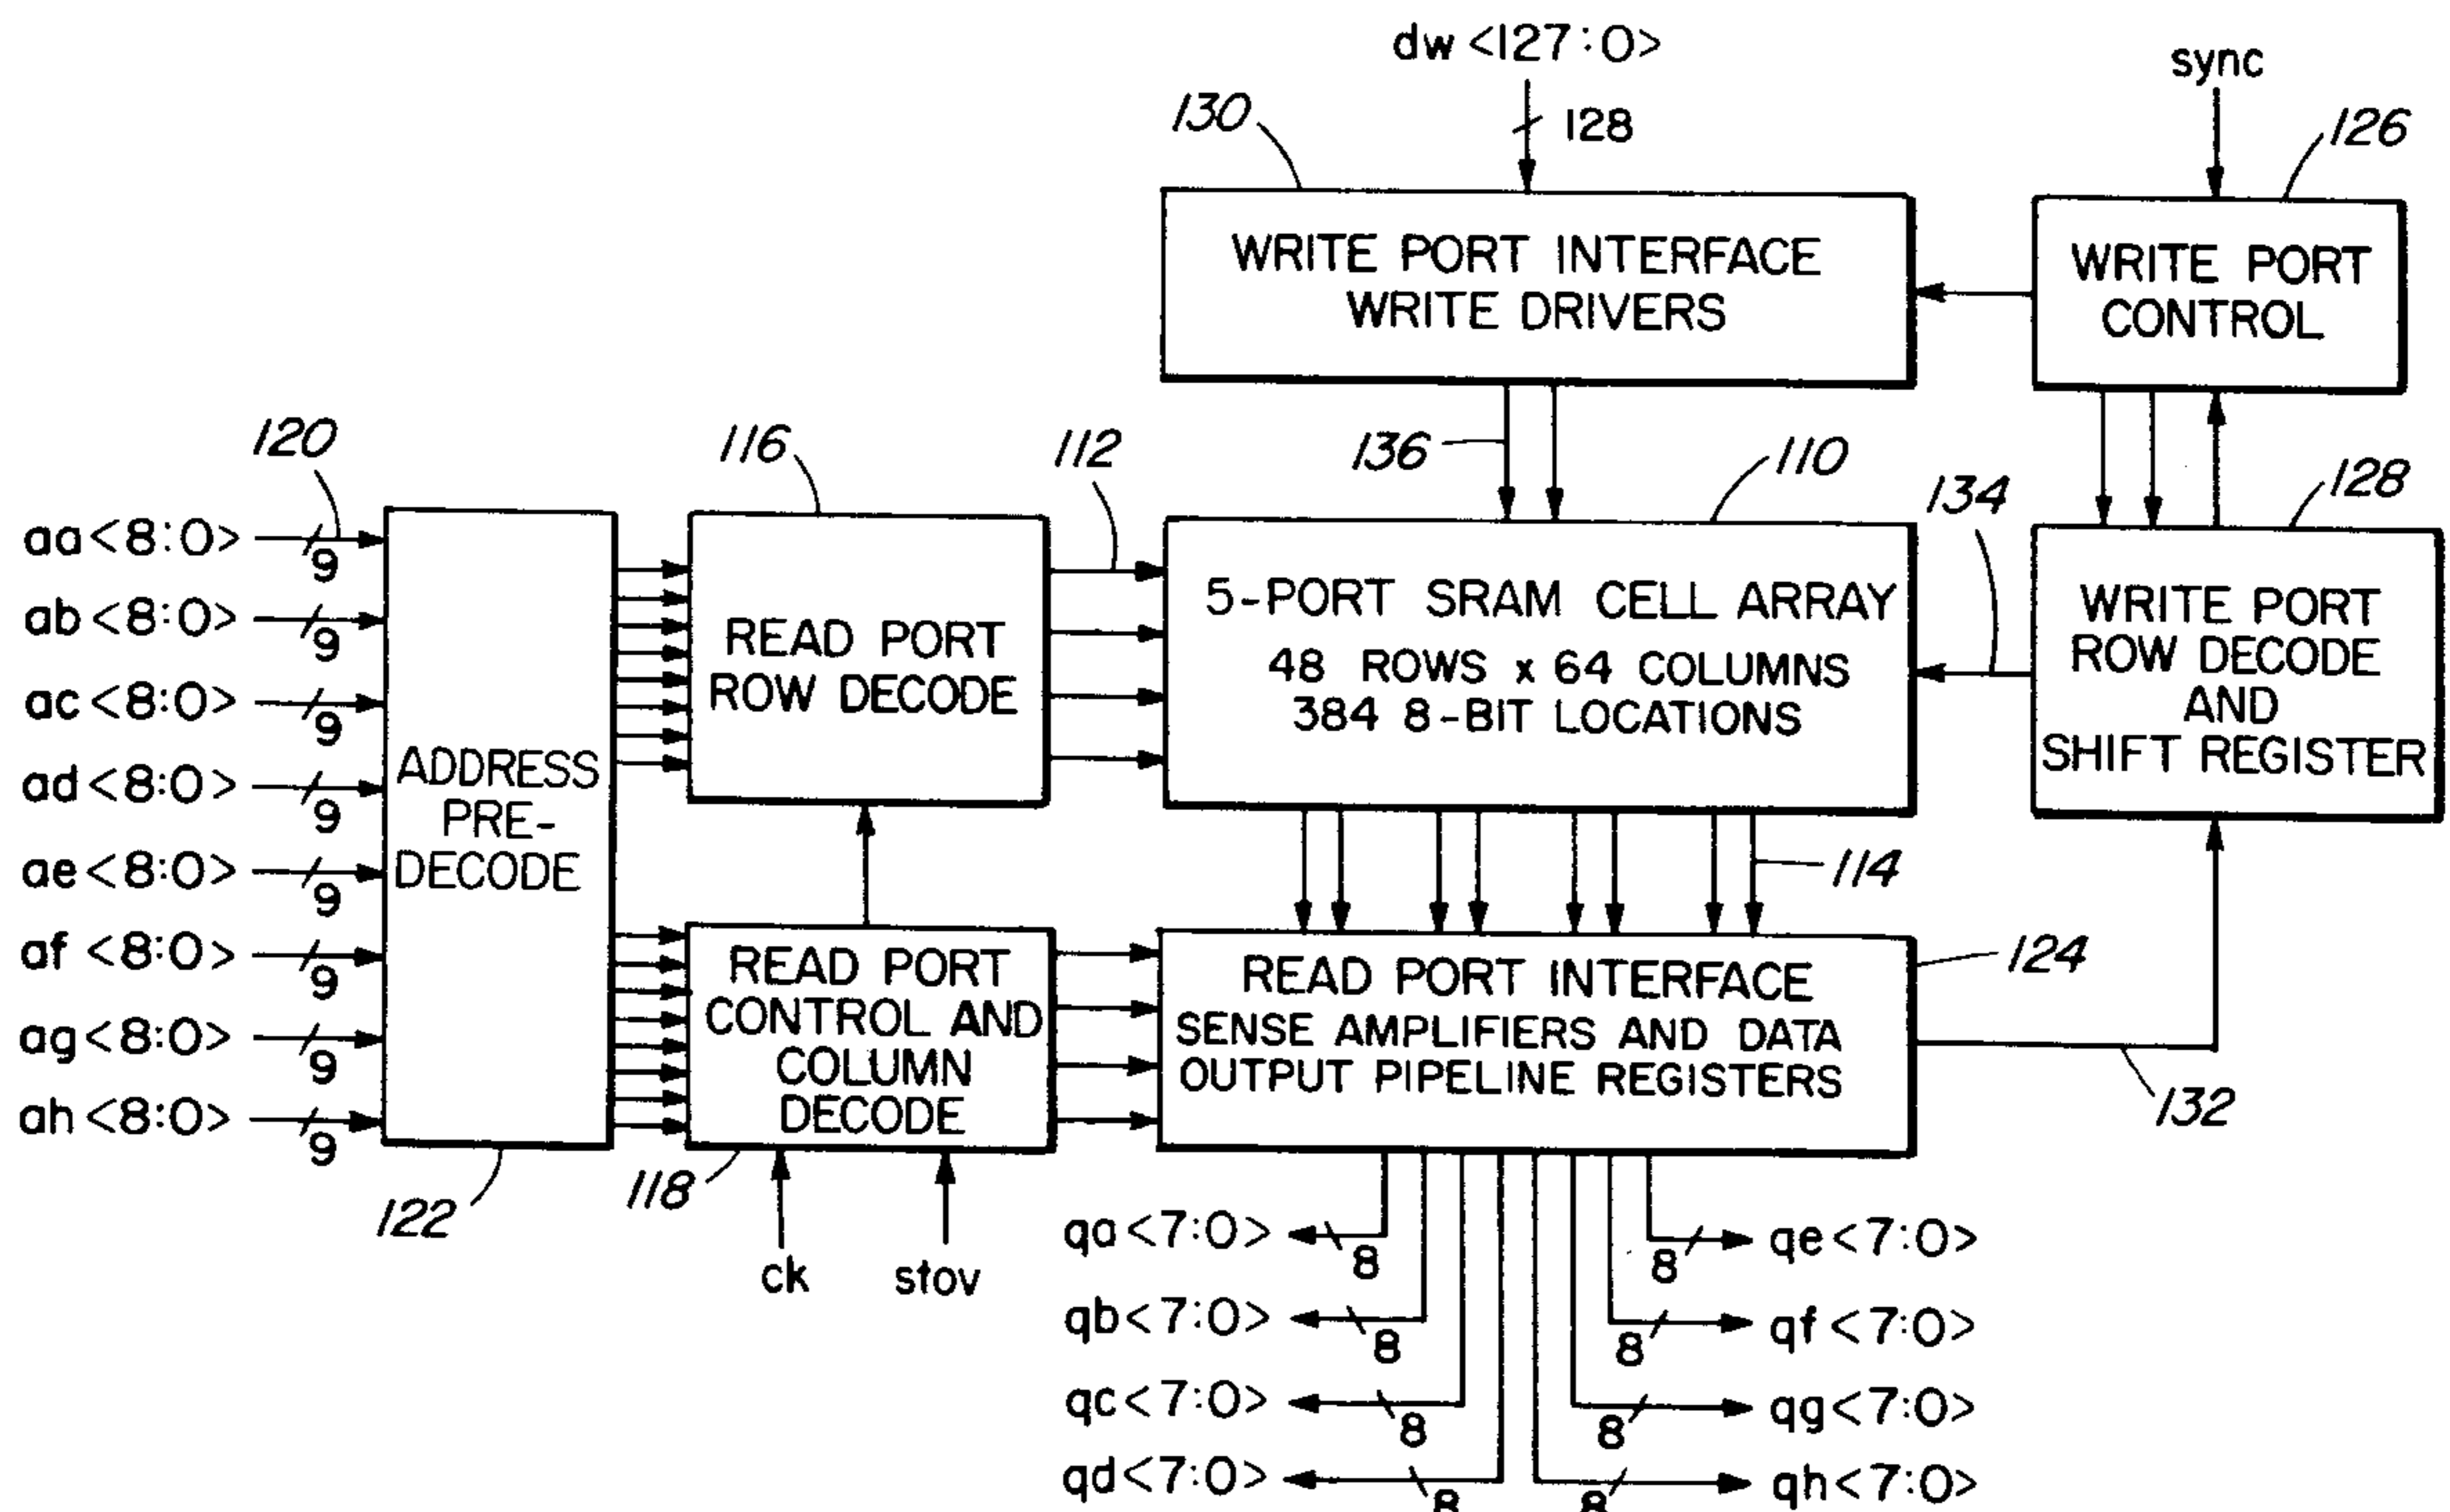 dw <127:0>
sync
130
128
126
WRITE PORT INTERFACE
WRITE DRIVERS
WRITE PORT
CONTROL
120
116
112
136
110
134
128
aa <8:0>
9
ab <8:0>
9
ac <8:0>
9
ad <8:0>
9
ae <8:0>
9
af <8:0>
9
ag <8:0>
9
ah <8:0>
9
ADDRESS
PRE-
DECODE
122
READ PORT
ROW DECODE
5-PORT SRAM CELL ARRAY
48 ROWS x 64 COLUMNS
384 8-BIT LOCATIONS
WRITE PORT
ROW DECODE
AND
SHIFT REGISTER
114
READ PORT
CONTROL AND
COLUMN
DECODE
118
ck
stov
READ PORT INTERFACE
SENSE AMPLIFIERS AND DATA
OUTPUT PIPELINE REGISTERS
124
132
qa <7:0>
8
8
qe <7:0>
qb <7:0>
8
8
qf <7:0>
qc <7:0>
8
8
qg <7:0>
qd <7:0>
8
8
qh <7:0>